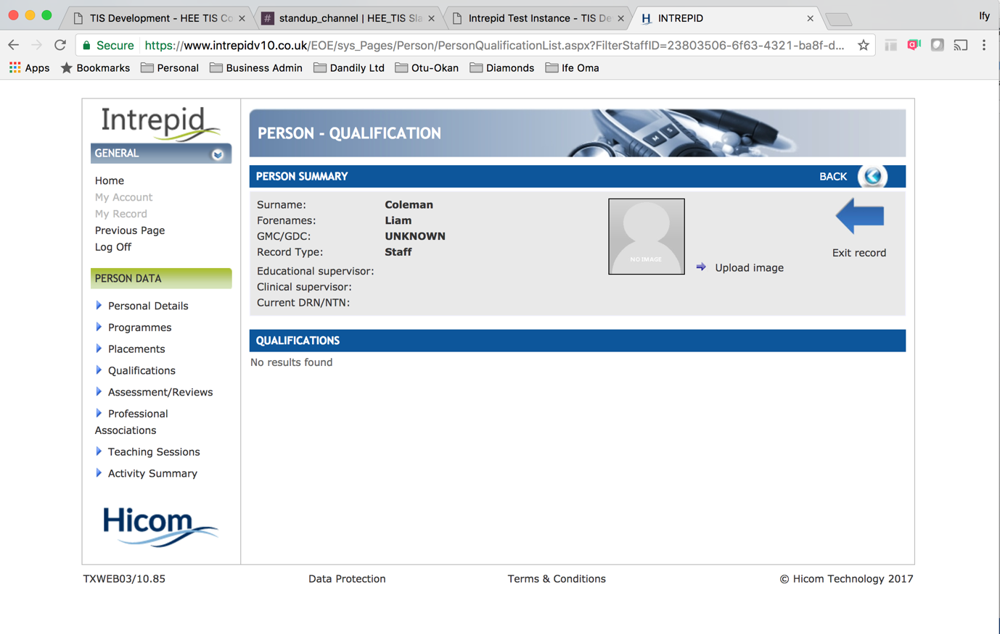 TIS Development - HEE TIS Co
standup_channel | HEE_TIS Sla
Intrepid Test Instance - TIS De
INTREPID
Ify
Secure https://www.intrepidv10.co.uk/EOE/sys_Pages/Person/PersonQualificationList.aspx?FilterStaffID=23803506-6f63-4321-ba8f-d...
Apps Bookmarks Personal Business Admin Dandily Ltd Otu-Okan Diamonds Ife Oma
Intrepid
GENERAL
Home
My Account
My Record
Previous Page
Log Off
PERSON DATA
Personal Details
Programmes
Placements
Qualifications
Assessment/Reviews
Professional
Associations
Teaching Sessions
Activity Summary
Hicom
PERSON - QUALIFICATION
M S
PERSON SUMMARY BACK
Surname: Coleman
Forenames: Liam
GMC/GDC: UNKNOWN
Record Type: Staff
Educational supervisor:
Clinical supervisor:
Current DRN/NTN:
NO IMAGE
Upload image
Exit record
QUALIFICATIONS
No results found
TXWEB03/10.85 Data Protection Terms & Conditions © Hicom Technology 2017